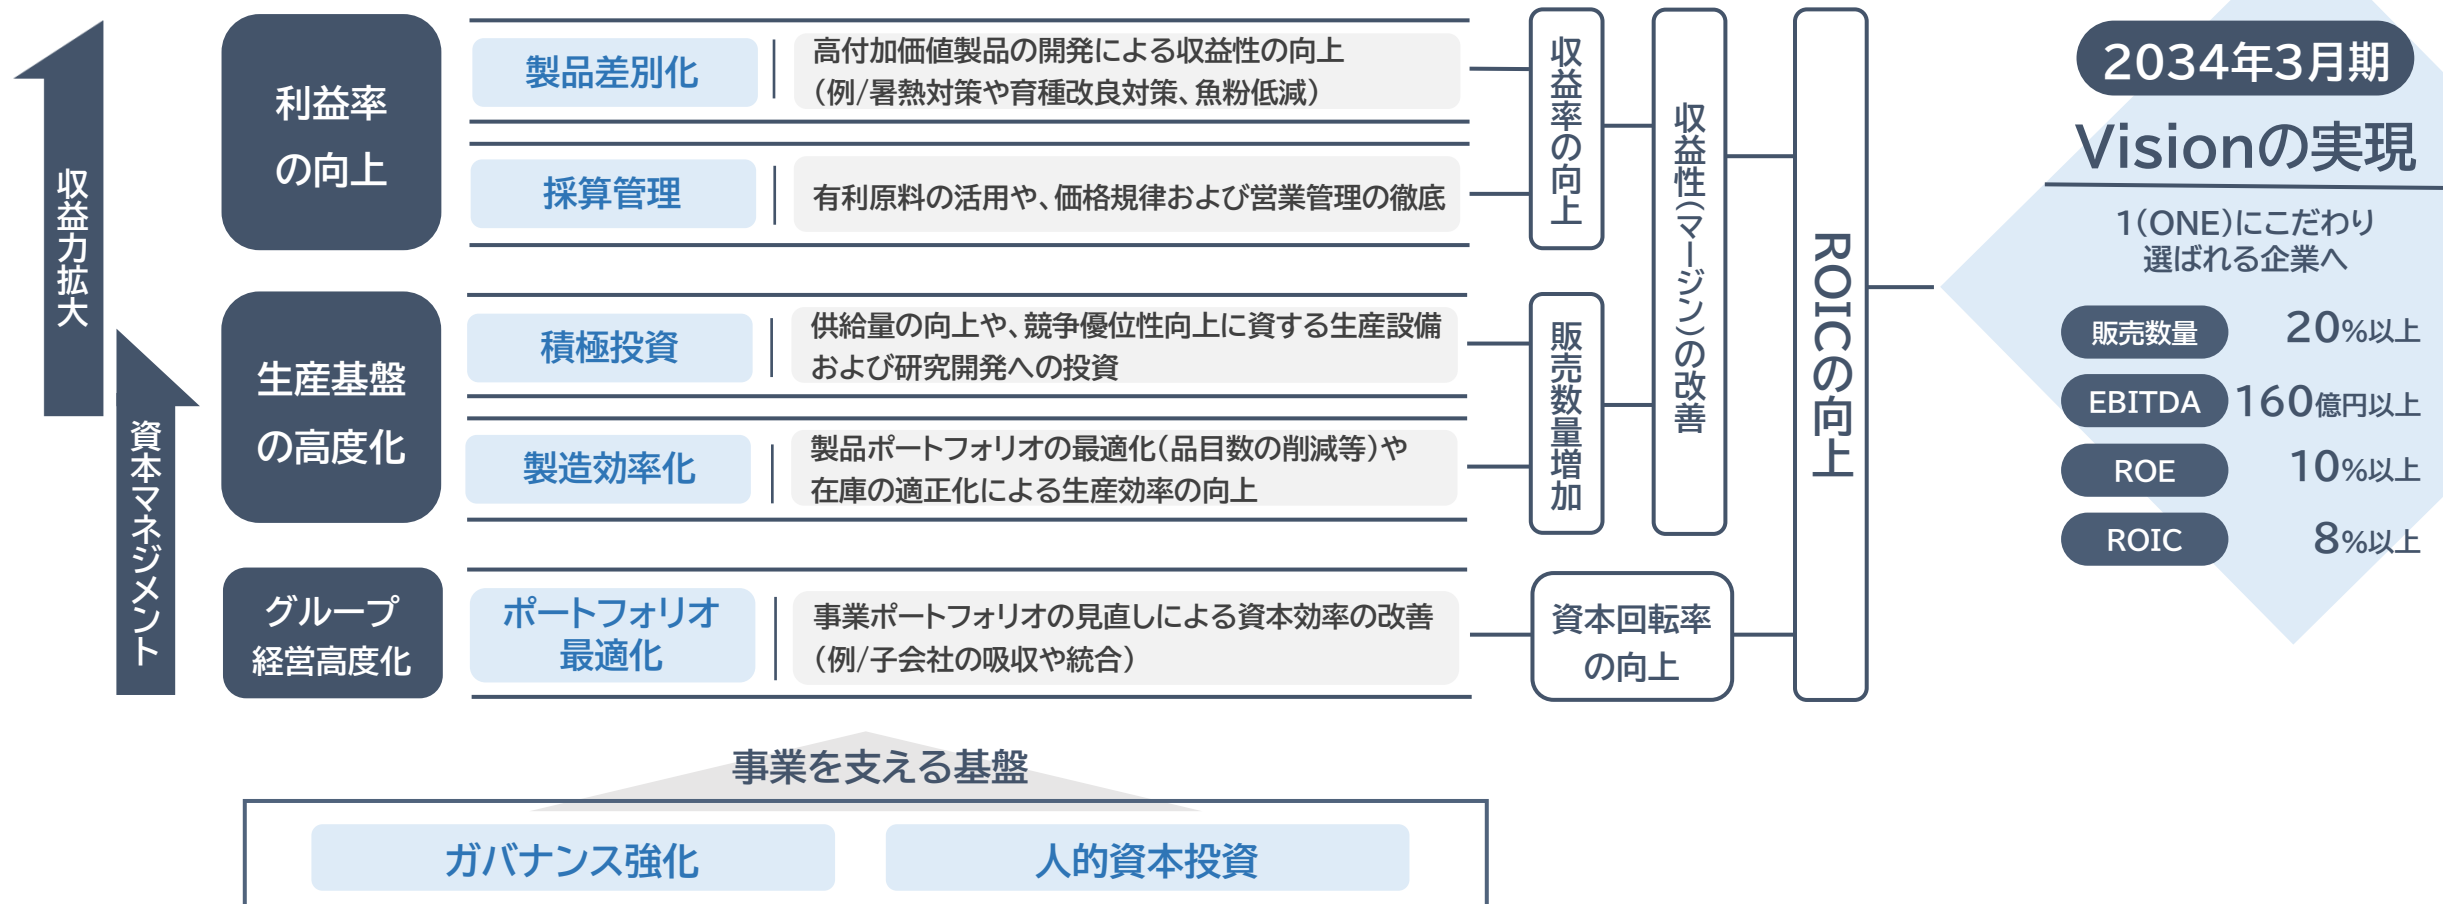 収益力拡大
資本マネジメント
利益率
の向上
製品差別化
高付加価値製品の開発による収益性の向上
(例/暑熱対策や育種改良対策、魚粉低減)
採算管理
有利原料の活用や、価格規律および営業管理の徹底
生産基盤
の高度化
積極投資
供給量の向上や、競争優位性向上に資する生産設備
および研究開発への投資
製造効率化
製品ポートフォリオの最適化(品目数の削減等)や
在庫の適正化による生産効率の向上
グループ
経営高度化
ポートフォリオ
最適化
事業ポートフォリオの見直しによる資本効率の改善
(例/子会社の吸収や統合)
収益率の向上
販売数量増加
収益性(マージン)の改善
資本回転率
の向上
ROICの向上
2034年3月期
Visionの実現
1(ONE)にこだわり
選ばれる企業へ
販売数量 20%以上
EBITDA 160億円以上
ROE 10%以上
ROIC 8%以上
事業を支える基盤
ガバナンス強化
人的資本投資